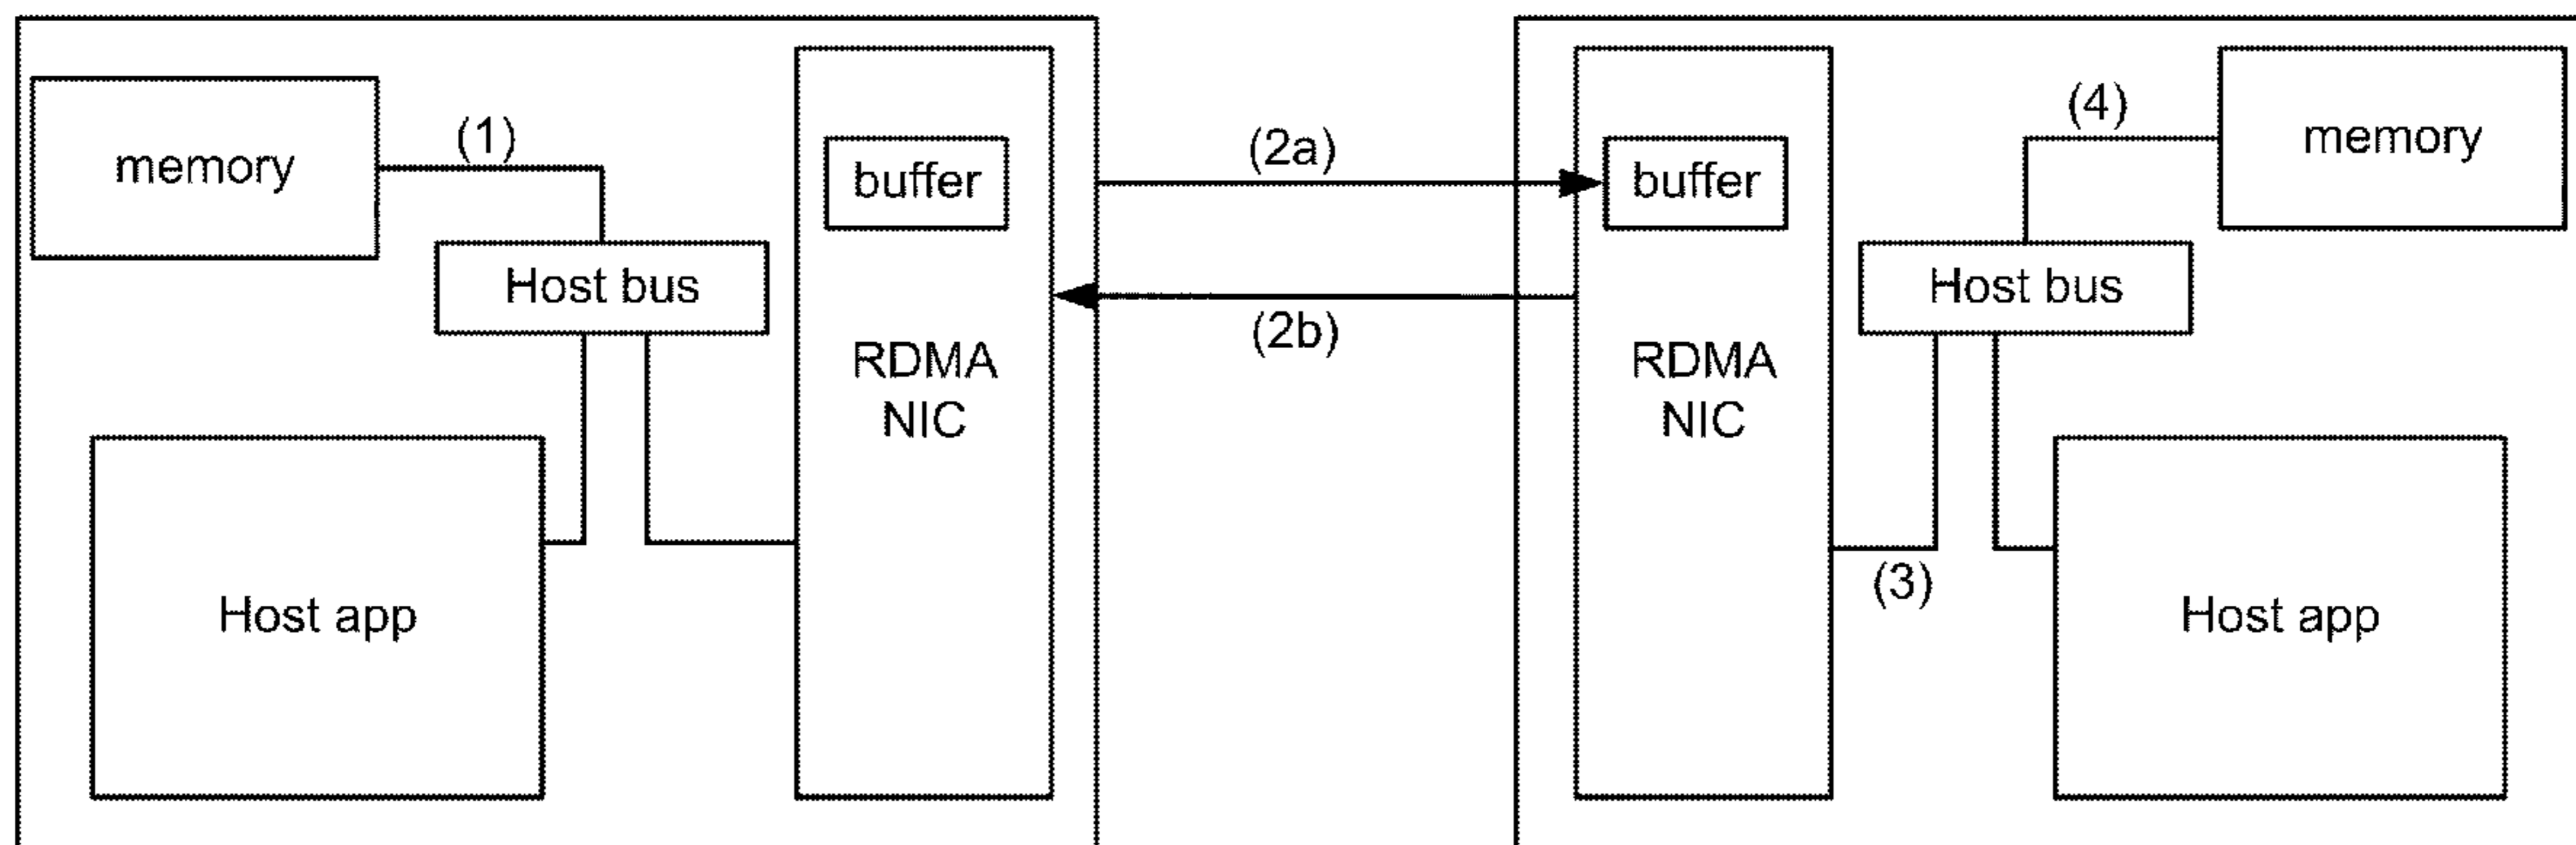 memory
(1)
buffer
Host bus
RDMA
NIC
Host app
(2a)
(2b)
buffer
RDMA
NIC
(4)
memory
Host bus
(3)
Host app